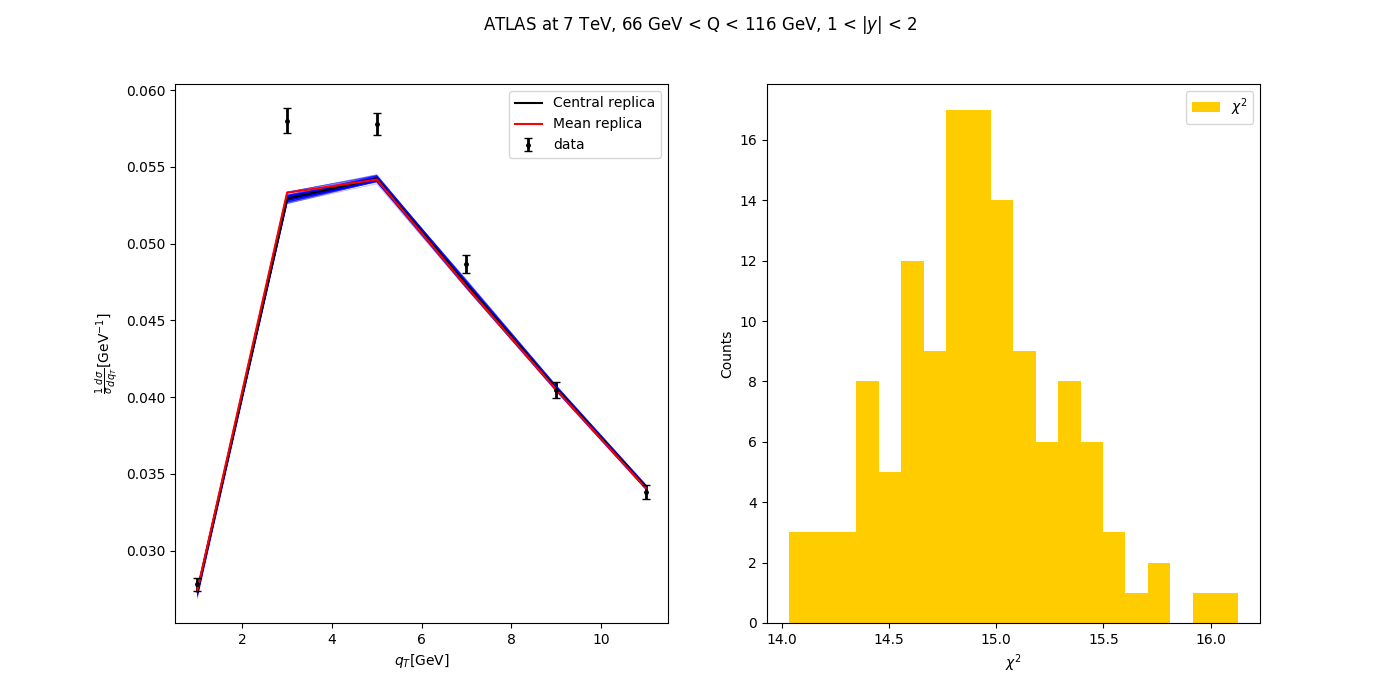 ATLAS at 7 TeV, 66 GeV < Q < 116 GeV, 1 < |y| < 2
0.060
0.055
0.050
0.045
0.040
0.035
0.030
1/σ dσ/dq_T [GeV⁻¹]
Central replica
Mean replica
data
2 4 6 8 10
q_T[GeV]
χ²
16
14
12
10
8
6
4
2
0
Counts
14.0 14.5 15.0 15.5 16.0
χ²